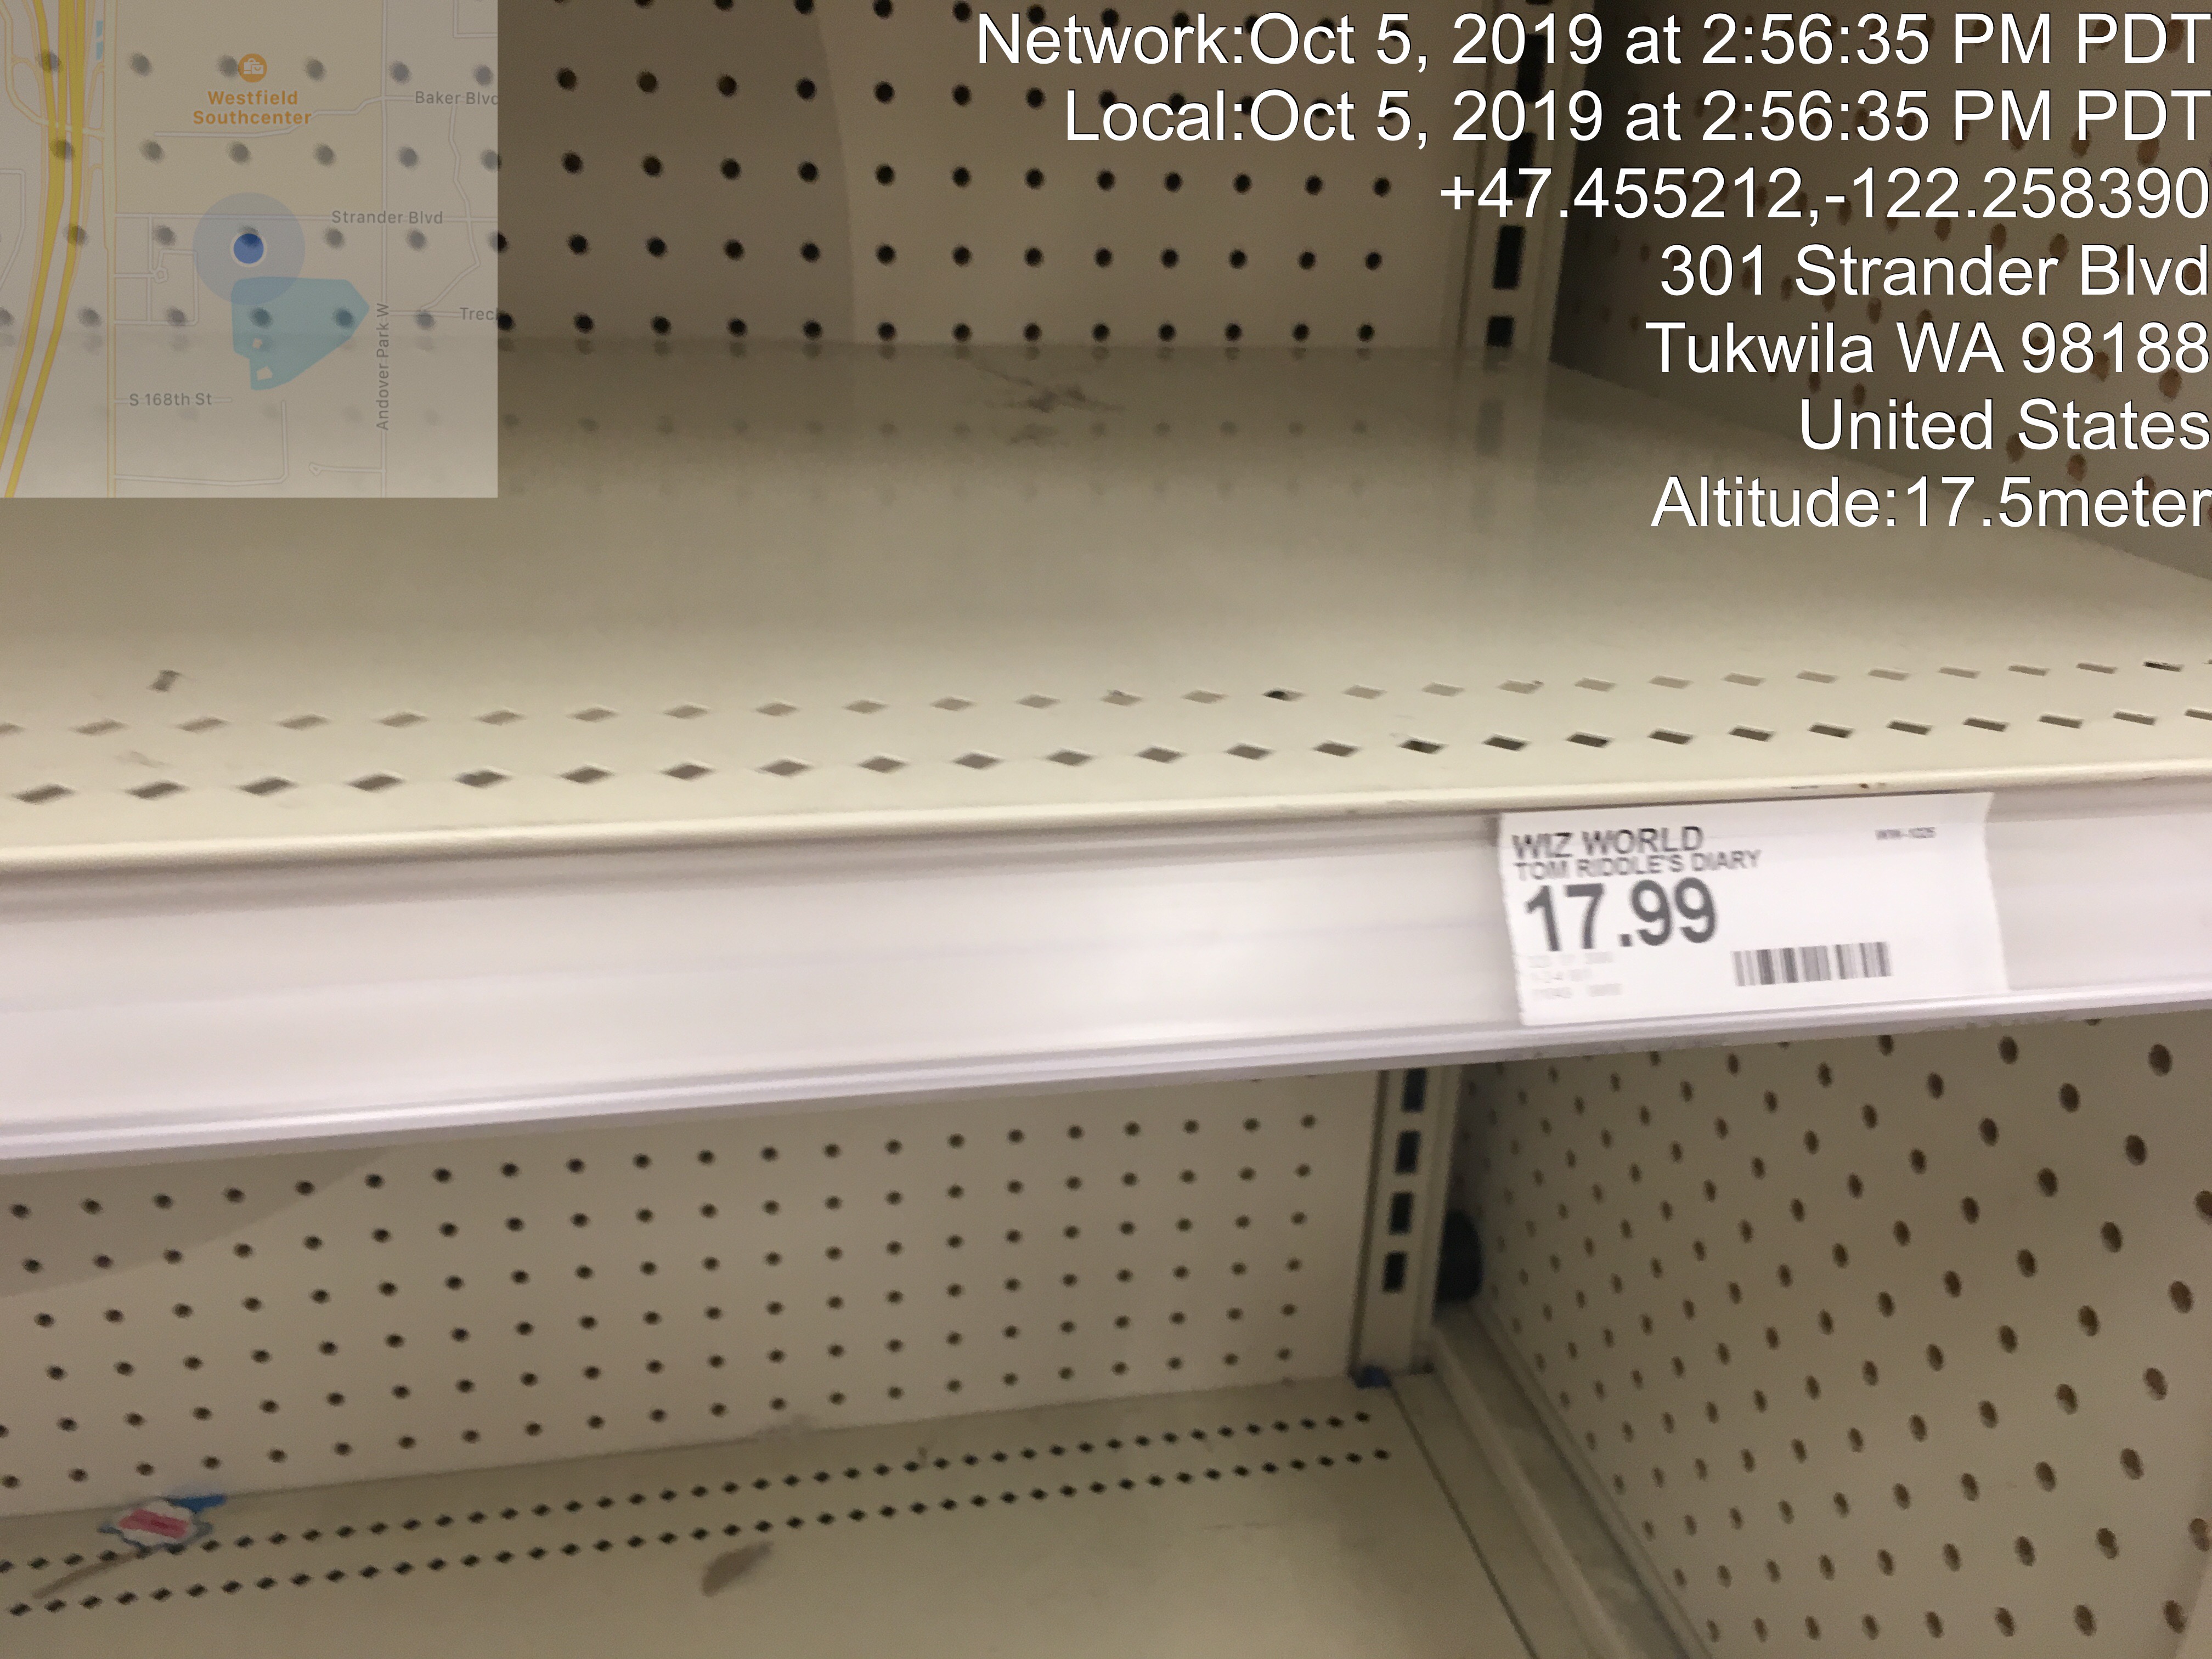 Network:Oct 5, 2019 at 2:56:35 PM PDT
Local:Oct 5, 2019 at 2:56:35 PM PDT
+47.455212,-122.258390
301 Strander Blvd
Tukwila WA 98188
United States
Altitude:17.5meter
Westfield
Southcenter
Baker Blvd
Strander Blvd
Andover Park W
S 168th St
WIZ WORLD
TOM RIDDLE'S DIARY
17.99